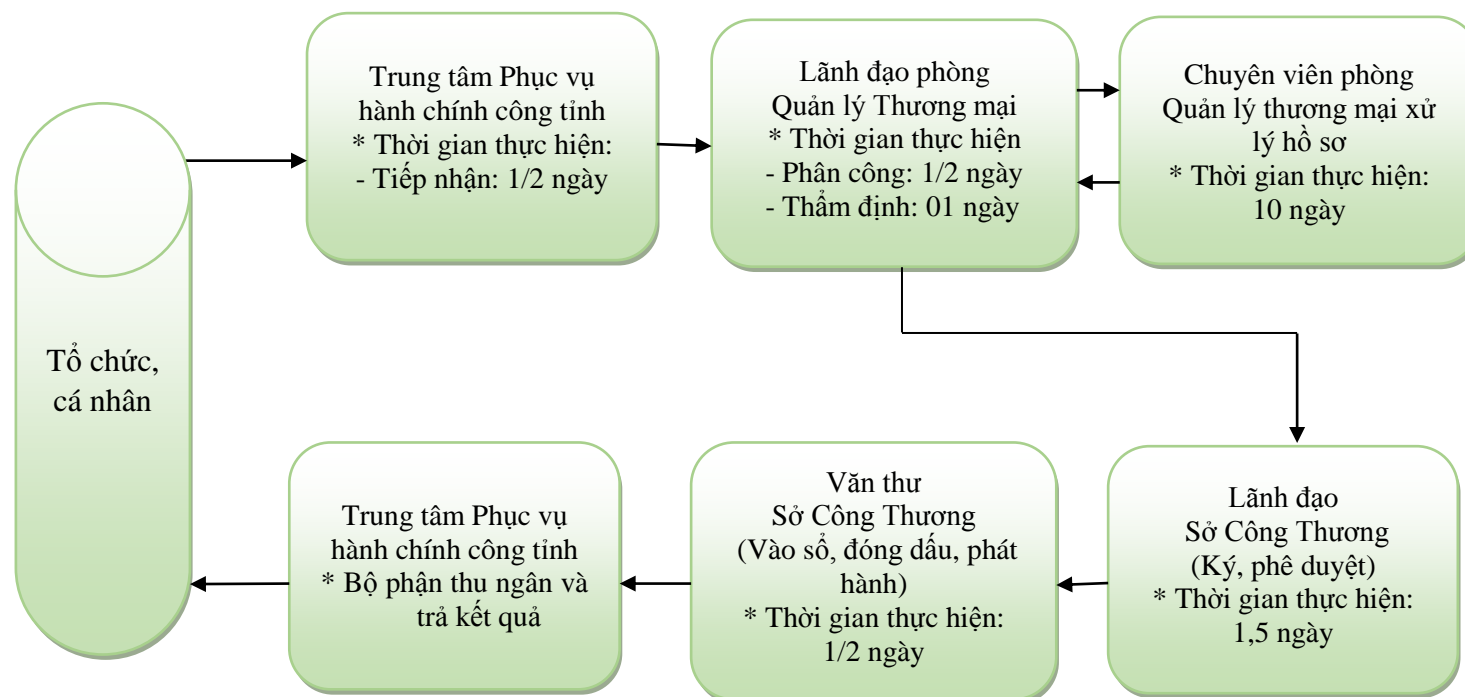 Tổ chức,
cá nhân
Trung tâm Phục vụ
hành chính công tỉnh
* Thời gian thực hiện:
- Tiếp nhận: 1/2 ngày
Lãnh đạo phòng
Quản lý Thương mại
* Thời gian thực hiện
- Phân công: 1/2 ngày
- Thẩm định: 01 ngày
Chuyên viên phòng
Quản lý thương mại xử
lý hồ sơ
* Thời gian thực hiện:
10 ngày
Lãnh đạo
Sở Công Thương
(Ký, phê duyệt)
* Thời gian thực hiện:
1,5 ngày
Văn thư
Sở Công Thương
(Vào sổ, đóng dấu, phát
hành)
* Thời gian thực hiện:
1/2 ngày
Trung tâm Phục vụ
hành chính công tỉnh
* Bộ phận thu ngân và
trả kết quả